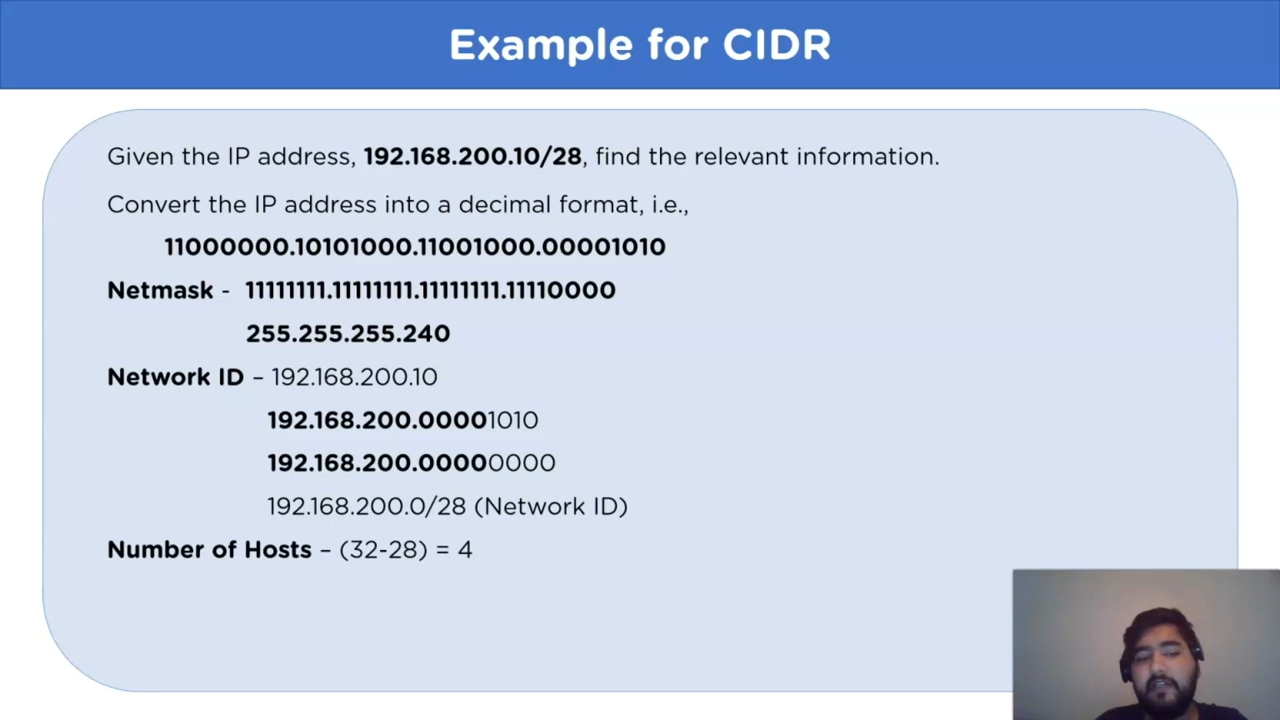 Example for CIDR
Given the IP address, 192.168.200.10/28, find the relevant information.
Convert the IP address into a decimal format, i.e.,
11000000.10101000.11001000.00001010
Netmask - 11111111.11111111.11111111.11110000
255.255.255.240
Network ID – 192.168.200.10
192.168.200.00001010
192.168.200.00000000
192.168.200.0/28 (Network ID)
Number of Hosts – (32-28) = 4